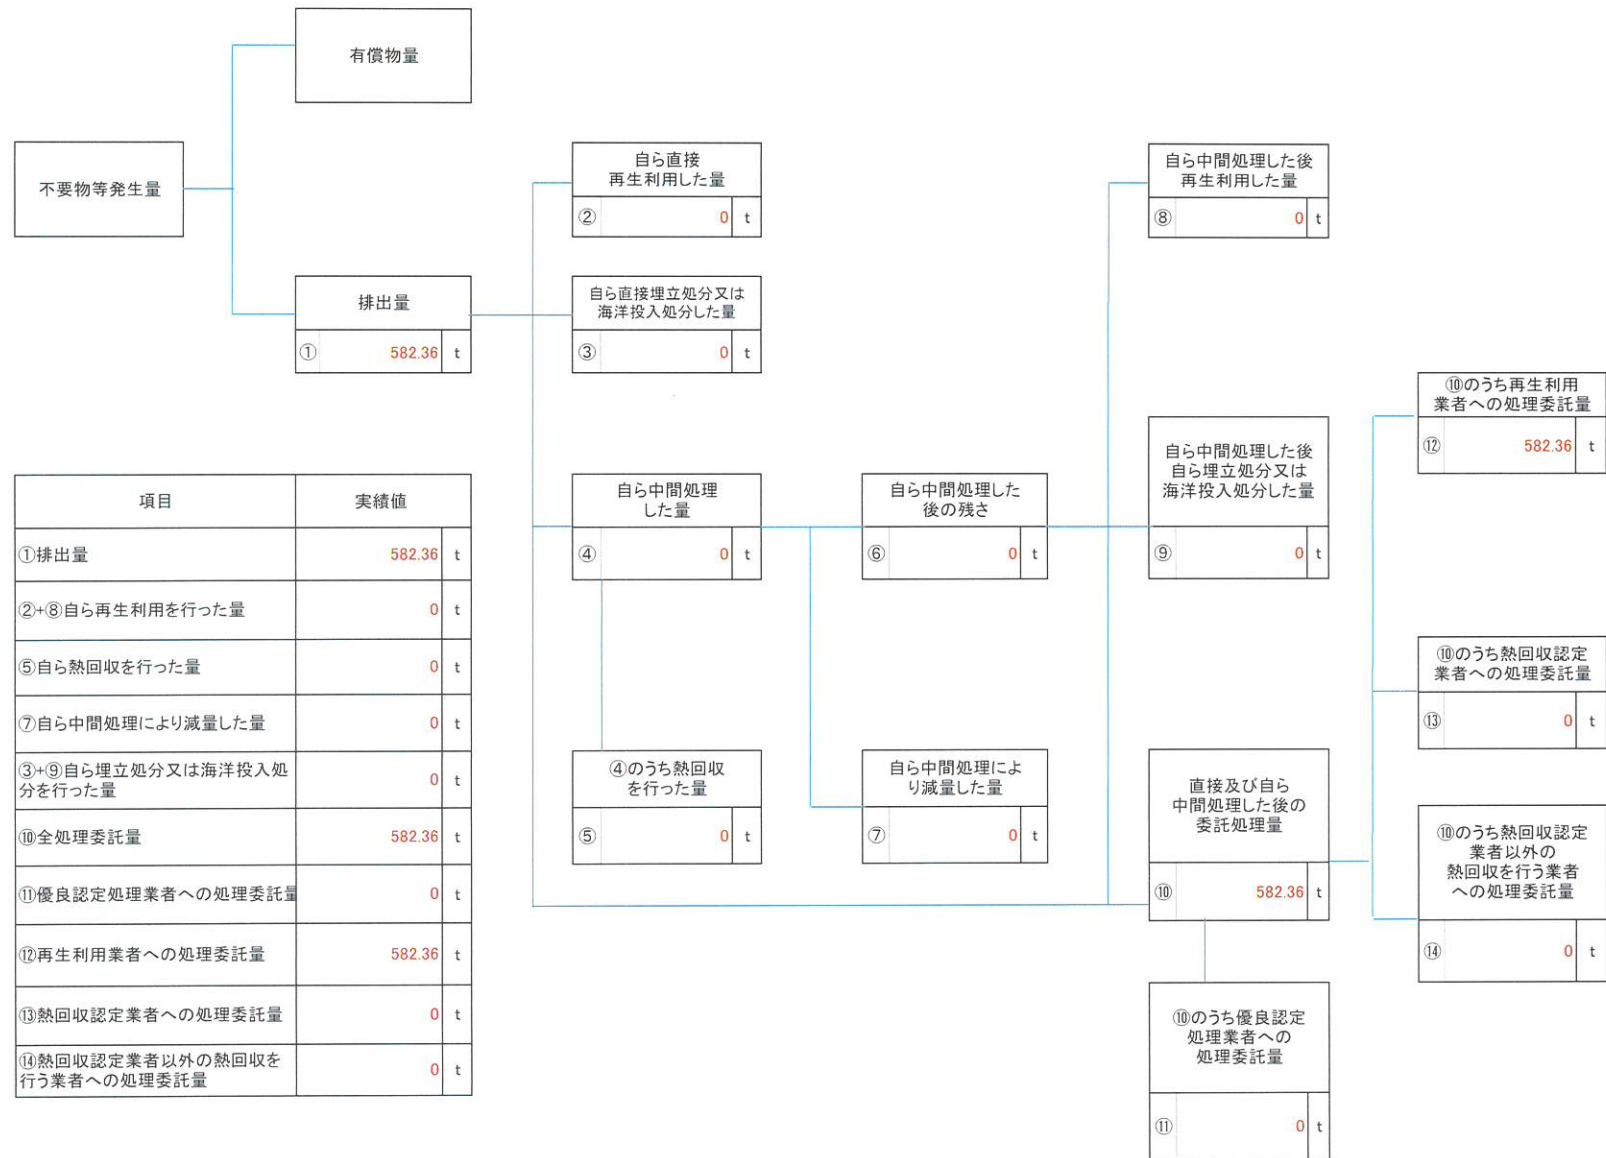 有償物量
不要物等発生量
排出量
① 582.36 t
自ら直接
再生利用した量
② 0 t
自ら直接埋立処分又は
海洋投入処分した量
③ 0 t
自ら中間処理
した量
④ 0 t
④のうち熱回収
を行った量
⑤ 0 t
自ら中間処理した
後の残さ
⑥ 0 t
自ら中間処理によ
り減量した量
⑦ 0 t
自ら中間処理した後
再生利用した量
⑧ 0 t
自ら中間処理した後
自ら埋立処分又は
海洋投入処分した量
⑨ 0 t
直接及び自ら
中間処理した後の
委託処理量
⑩ 582.36 t
⑩のうち優良認定
処理業者への
処理委託量
⑪ 0 t
⑩のうち再生利用
業者への処理委託量
⑫ 582.36 t
⑩のうち熱回収認定
業者への処理委託量
⑬ 0 t
⑩のうち熱回収認定
業者以外の
熱回収を行う業者
への処理委託量
⑭ 0 t
項目 実績値
①排出量 582.36 t
②+⑧自ら再生利用を行った量 0 t
⑤自ら熱回収を行った量 0 t
⑦自ら中間処理により減量した量 0 t
③+⑨自ら埋立処分又は海洋投入処
分を行った量 0 t
⑩全処理委託量 582.36 t
⑪優良認定処理業者への処理委託量 0 t
⑫再生利用業者への処理委託量 582.36 t
⑬熱回収認定業者への処理委託量 0 t
⑭熱回収認定業者以外の熱回収を
行う業者への処理委託量 0 t